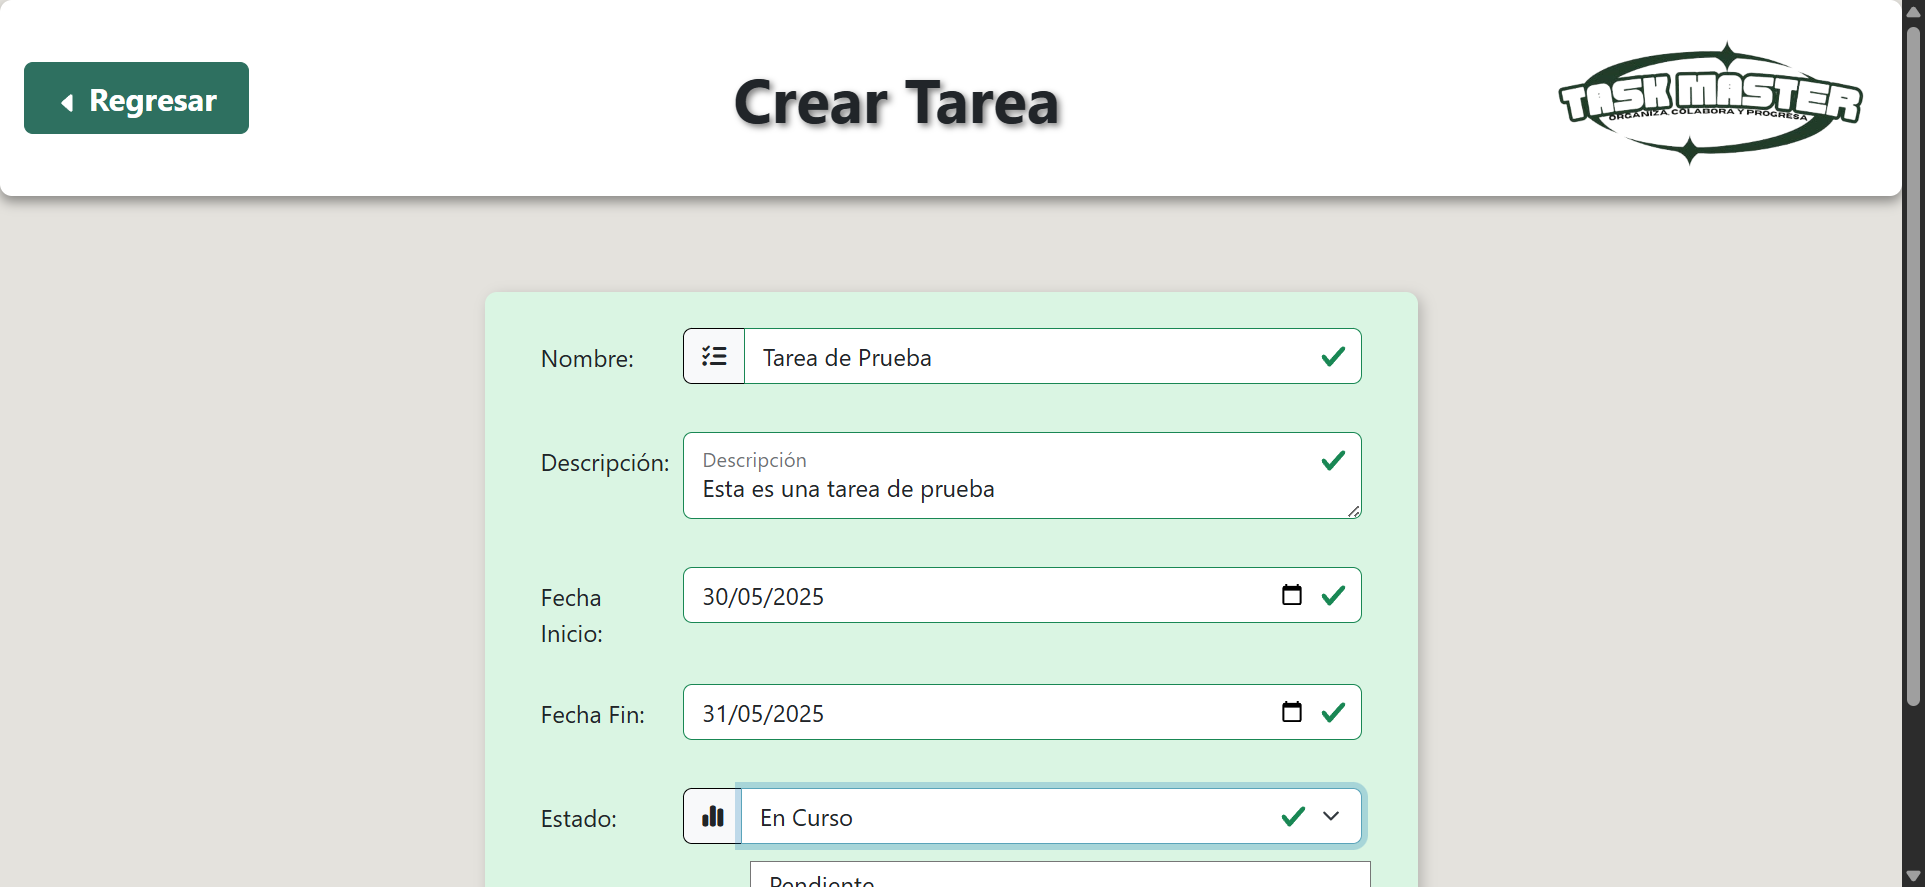 Regresar
Crear Tarea
TASK MASTER
ORGANIZA, COLABORA Y PROGRESA
Nombre:
Tarea de Prueba
Descripción:
Descripción
Esta es una tarea de prueba
Fecha
Inicio:
30/05/2025
Fecha Fin:
31/05/2025
Estado:
En Curso
Pendiente